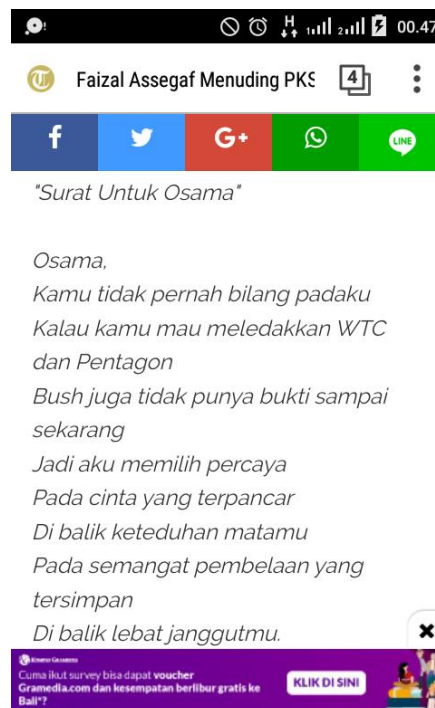 00.47
Faizal Assegaf Menuding PKS
4
f
G+
LINE
"Surat Untuk Osama"
Osama,
Kamu tidak pernah bilang padaku
Kalau kamu mau meledakkan WTC
dan Pentagon
Bush juga tidak punya bukti sampai
sekarang
Jadi aku memilih percaya
Pada cinta yang terpancar
Di balik keteduhan matamu
Pada semangat pembelaan yang
tersimpan
Di balik lebat janggutmu.
Cuma ikut survey bisa dapat voucher
Gramedia.com dan kesempatan berlibur gratis ke
Bali*?
KLIK DI SINI